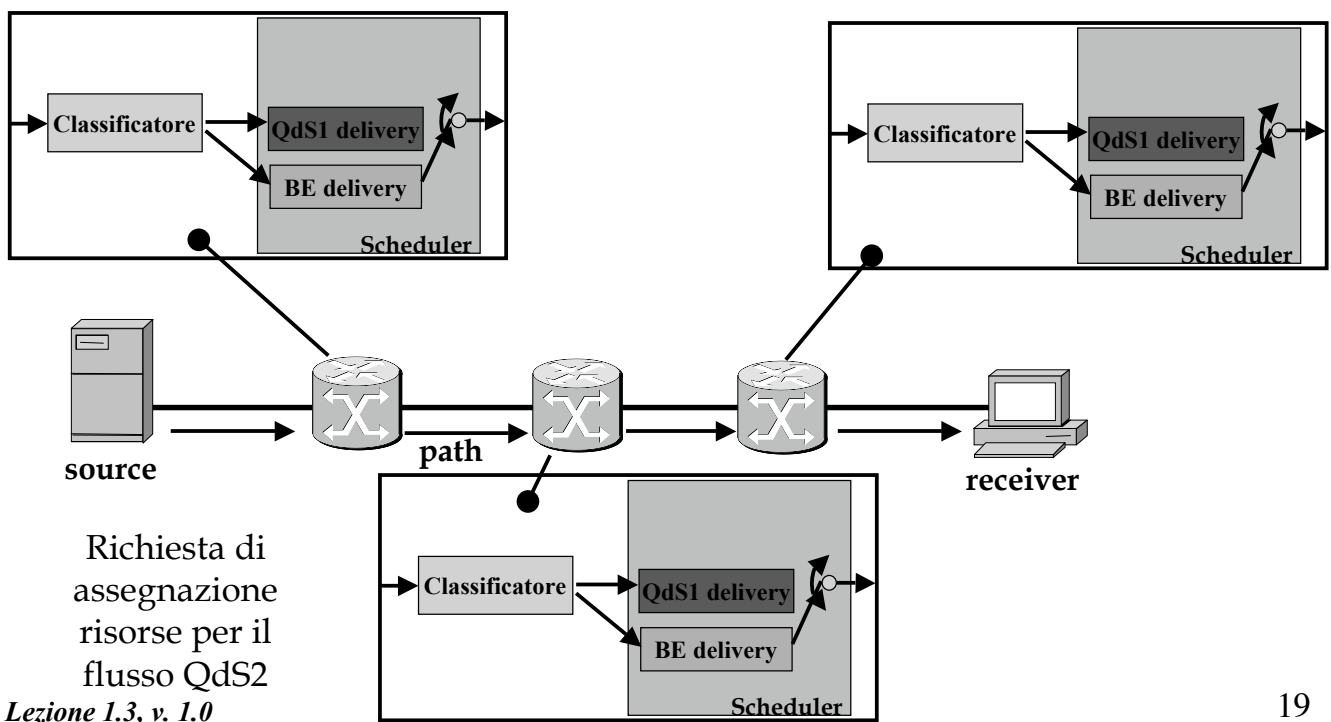 Classificatore
QdS1 delivery
BE delivery
Scheduler
Classificatore
QdS1 delivery
BE delivery
Scheduler
source
path
receiver
Classificatore
QdS1 delivery
BE delivery
Scheduler
Richiesta di
assegnazione
risorse per il
flusso QdS2
Lezione 1.3, v. 1.0
19